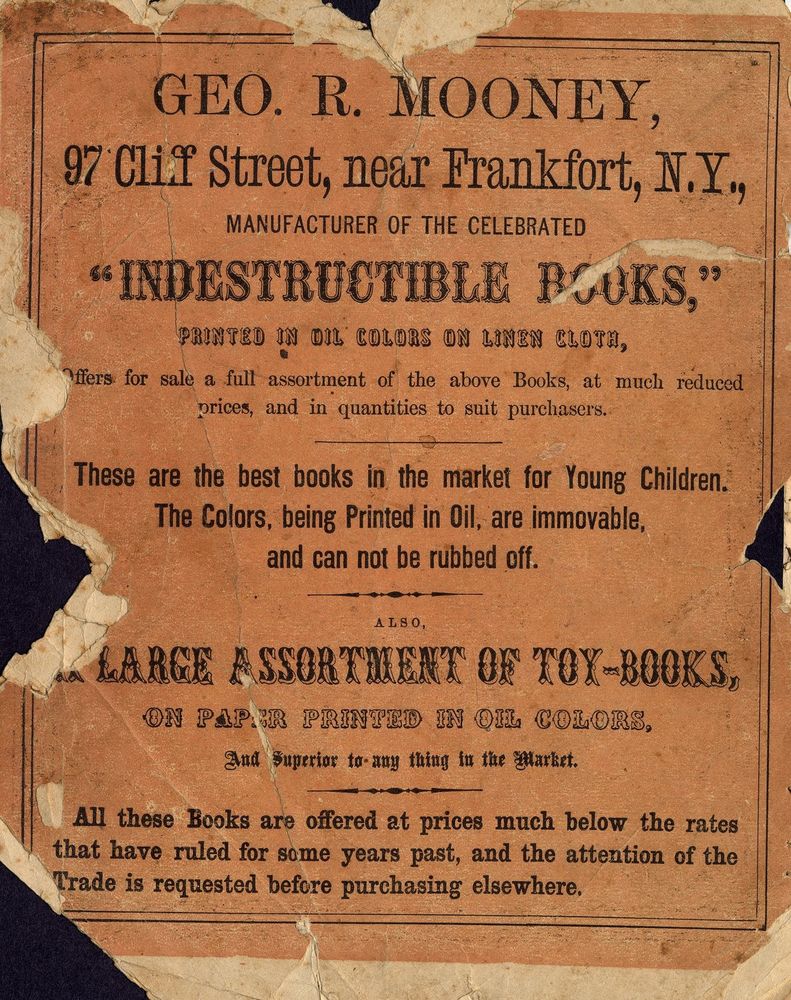 GEO. R. MOONEY,
97 Cliff Street, near Frankfort, N.Y.,
MANUFACTURER OF THE CELEBRATED
"INDESTRUCTIBLE BOOKS,"
PRINTED IN OIL COLORS ON LINEN CLOTH,
Offers for sale a full assortment of the above Books, at much reduced
prices, and in quantities to suit purchasers.
These are the best books in the market for Young Children.
The Colors, being Printed in Oil, are immovable,
and can not be rubbed off.
ALSO,
A LARGE ASSORTMENT OF TOY-BOOKS,
ON PAPER PRINTED IN OIL COLORS,
And Superior to any thing in the Market.
All these Books are offered at prices much below the rates
that have ruled for some years past, and the attention of the
Trade is requested before purchasing elsewhere.